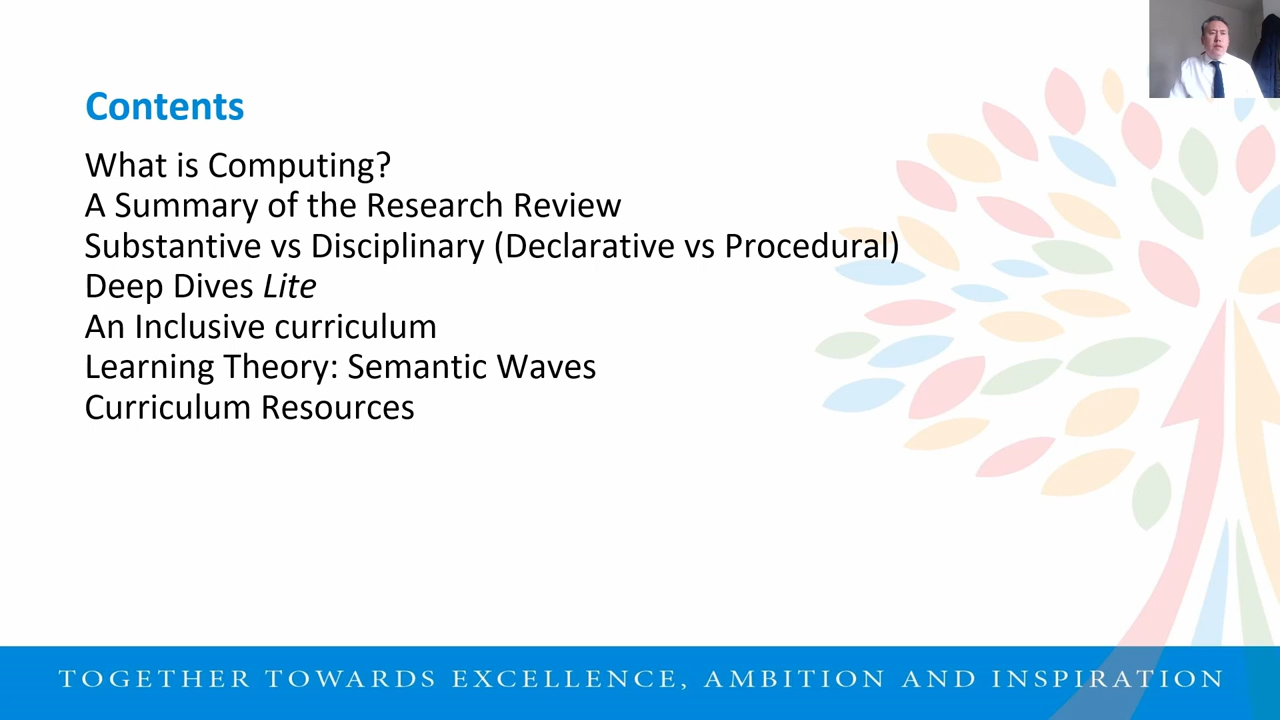 Contents
What is Computing?
A Summary of the Research Review
Substantive vs Disciplinary (Declarative vs Procedural)
Deep Dives Lite
An Inclusive curriculum
Learning Theory: Semantic Waves
Curriculum Resources
TOGETHER TOWARDS EXCELLENCE, AMBITION AND INSPIRATION